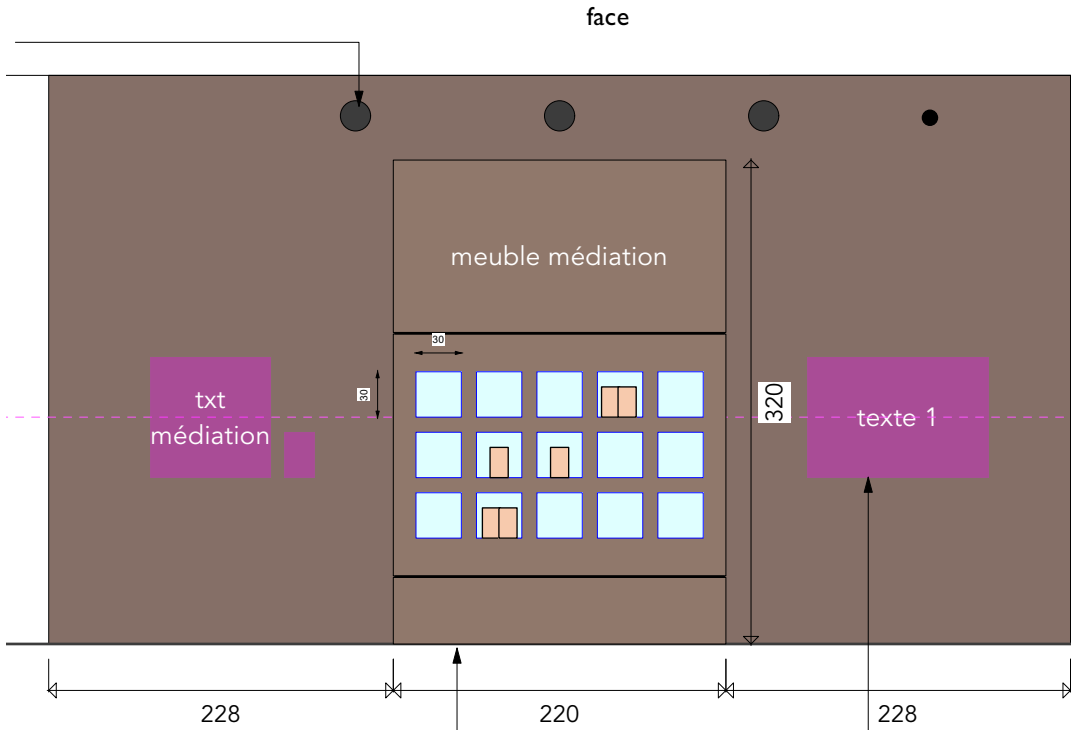 face
meuble médiation
30
30
txt
médiation
320
texte 1
228
220
228